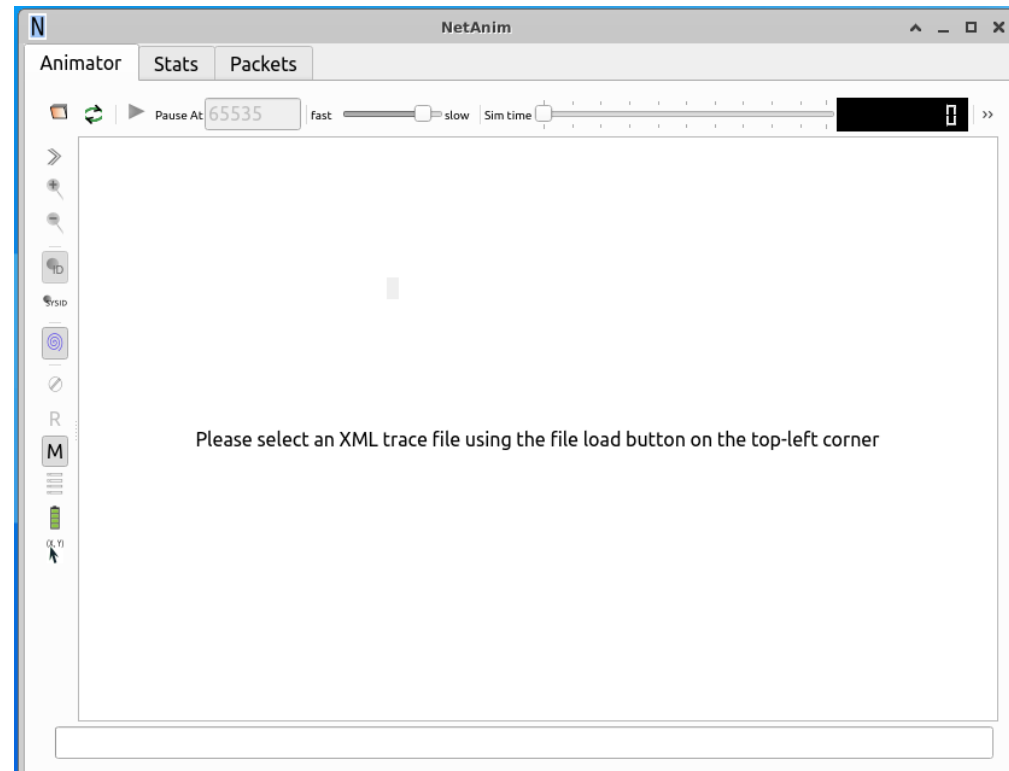 N NetAnim
Animator Stats Packets
Pause At 65535 fast slow Sim time 0
ID
SYSID
R
M
Please select an XML trace file using the file load button on the top-left corner
(X, Y)